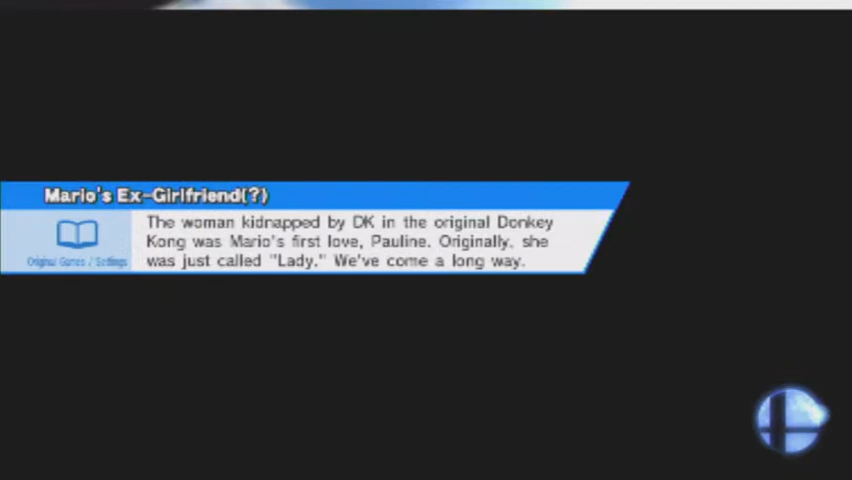 Mario's Ex-Girlfriend(?)
The woman kidnapped by DK in the original Donkey
Kong was Mario's first love, Pauline. Originally, she
was just called "Lady." We've come a long way.
Original Games / Settings